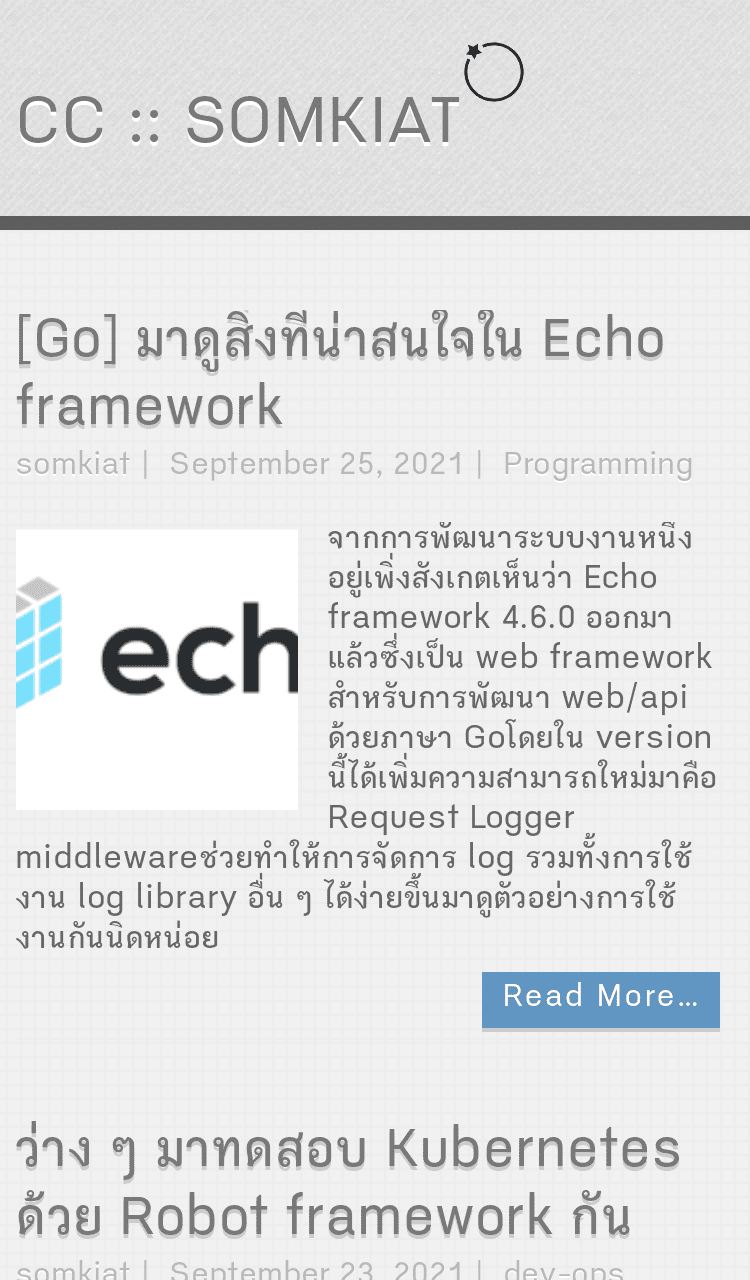 CC :: SOMKIAT
[Go] มาดูสิ่งที่น่าสนใจใน Echo
framework
somkiat | September 25, 2021 | Programming
ech
จากการพัฒนาระบบงานหนึ่ง
อยู่เพิ่งสังเกตเห็นว่า Echo
framework 4.6.0 ออกมา
แล้วซึ่งเป็น web framework
สำหรับการพัฒนา web/api
ด้วยภาษา Goโดยใน version
นี้ได้เพิ่มความสามารถใหม่มาคือ
Request Logger
middlewareช่วยทำให้การจัดการ log รวมทั้งการใช้
งาน log library อื่น ๆ ได้ง่ายขึ้นมาดูตัวอย่างการใช้
งานกันนิดหน่อย
Read More...
ว่าง ๆ มาทดสอบ Kubernetes
ด้วย Robot framework กัน
somkiat | September 23, 2021 | dev-ops